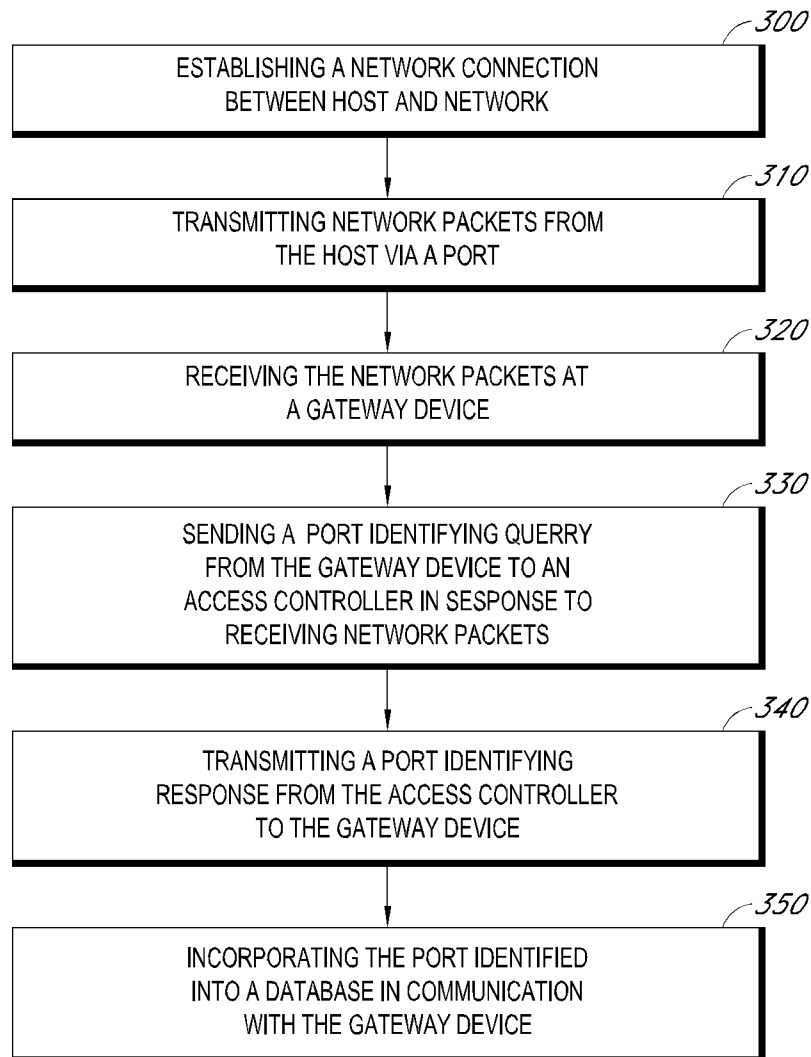 300
ESTABLISHING A NETWORK CONNECTION
BETWEEN HOST AND NETWORK
310
TRANSMITTING NETWORK PACKETS FROM
THE HOST VIA A PORT
320
RECEIVING THE NETWORK PACKETS AT
A GATEWAY DEVICE
330
SENDING A PORT IDENTIFYING QUERRY
FROM THE GATEWAY DEVICE TO AN
ACCESS CONTROLLER IN SESPONSE TO
RECEIVING NETWORK PACKETS
340
TRANSMITTING A PORT IDENTIFYING
RESPONSE FROM THE ACCESS CONTROLLER
TO THE GATEWAY DEVICE
350
INCORPORATING THE PORT IDENTIFIED
INTO A DATABASE IN COMMUNICATION
WITH THE GATEWAY DEVICE